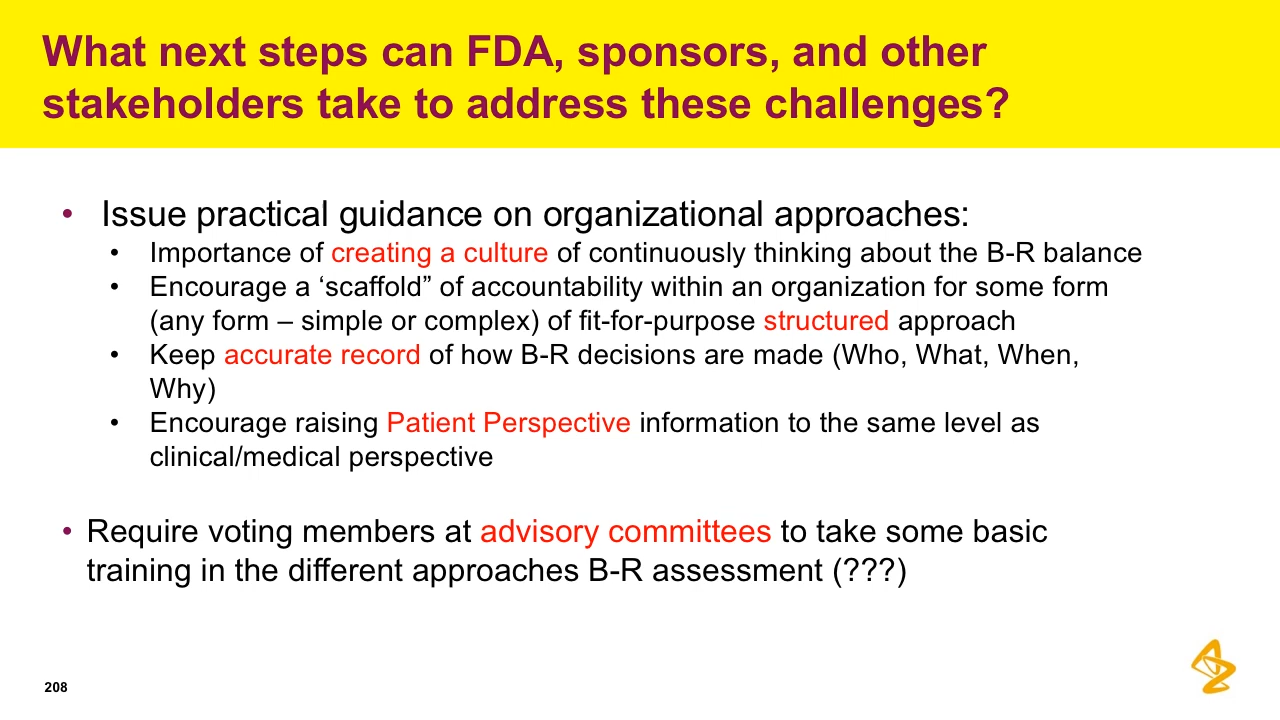 What next steps can FDA, sponsors, and other
stakeholders take to address these challenges?
• Issue practical guidance on organizational approaches:
• Importance of creating a culture of continuously thinking about the B-R balance
• Encourage a ‘scaffold” of accountability within an organization for some form
(any form – simple or complex) of fit-for-purpose structured approach
• Keep accurate record of how B-R decisions are made (Who, What, When,
Why)
• Encourage raising Patient Perspective information to the same level as
clinical/medical perspective
• Require voting members at advisory committees to take some basic
training in the different approaches B-R assessment (???)
208